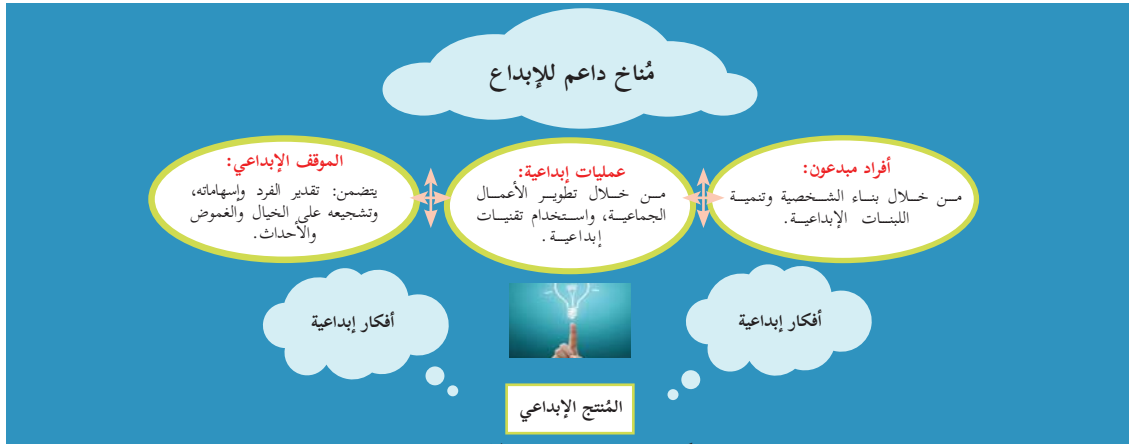 مُناخ داعم للإبداع
أفراد مبدعون:
من خلال بناء الشخصية وتنمية
اللبنات الإبداعية.
عمليات إبداعية:
من خلال تطوير الأعمال
الجماعية، واستخدام تقنيات
إبداعية.
الموقف الإبداعي:
يتضمن: تقدير الفرد وإسهاماته،
وتشجيعه على الخيال والغموض
والأحداث.
أفكار إبداعية
أفكار إبداعية
المُنتج الإبداعي